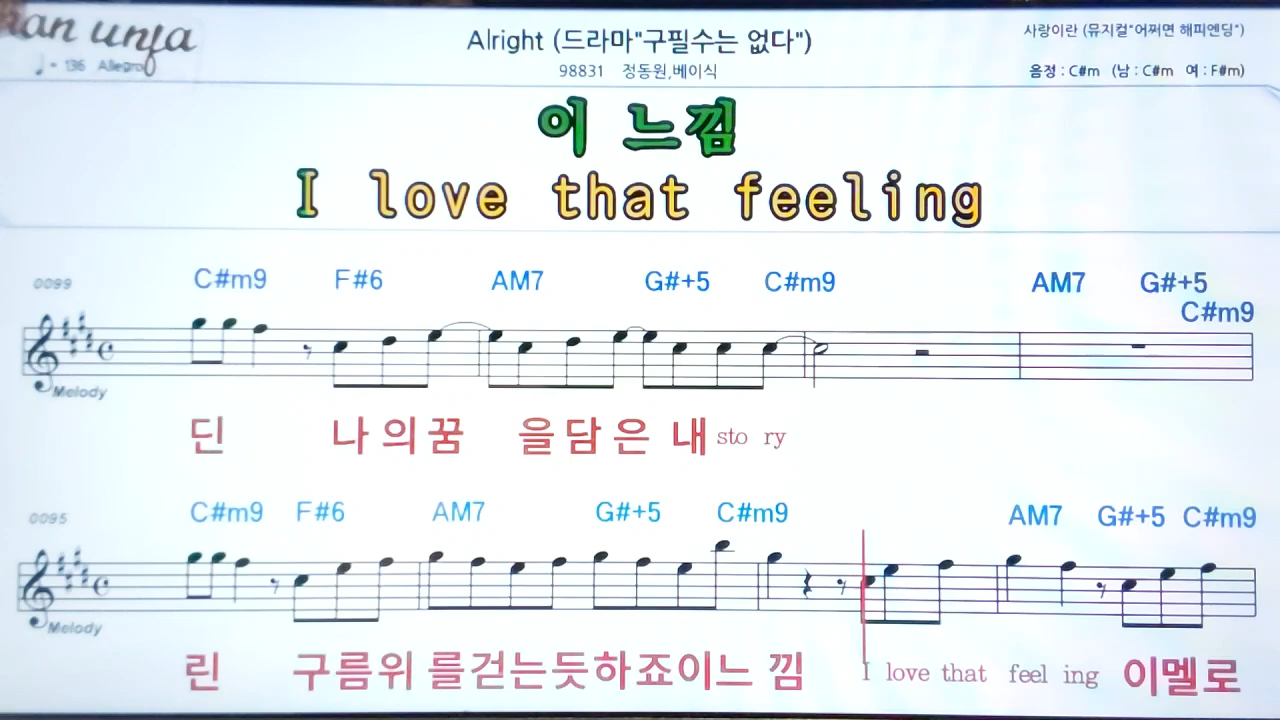 Alright (드라마"구필수는 없다")
사랑이란 (뮤지컬"어쩌면 해피엔딩")
♩= 136 Allegro
98831 정동원,베이식
음정 : C#m (남 : C#m 여 : F#m)
이 느낌
I love that feeling
0099 C#m9 F#6 AM7 G#+5 C#m9 AM7 G#+5
C#m9
Melody
딘 나의꿈 을담은 내 sto ry
0095 C#m9 F#6 AM7 G#+5 C#m9 AM7 G#+5 C#m9
Melody
린 구름위 를걷는듯하죠이느 낌 I love that feel ing 이멜로